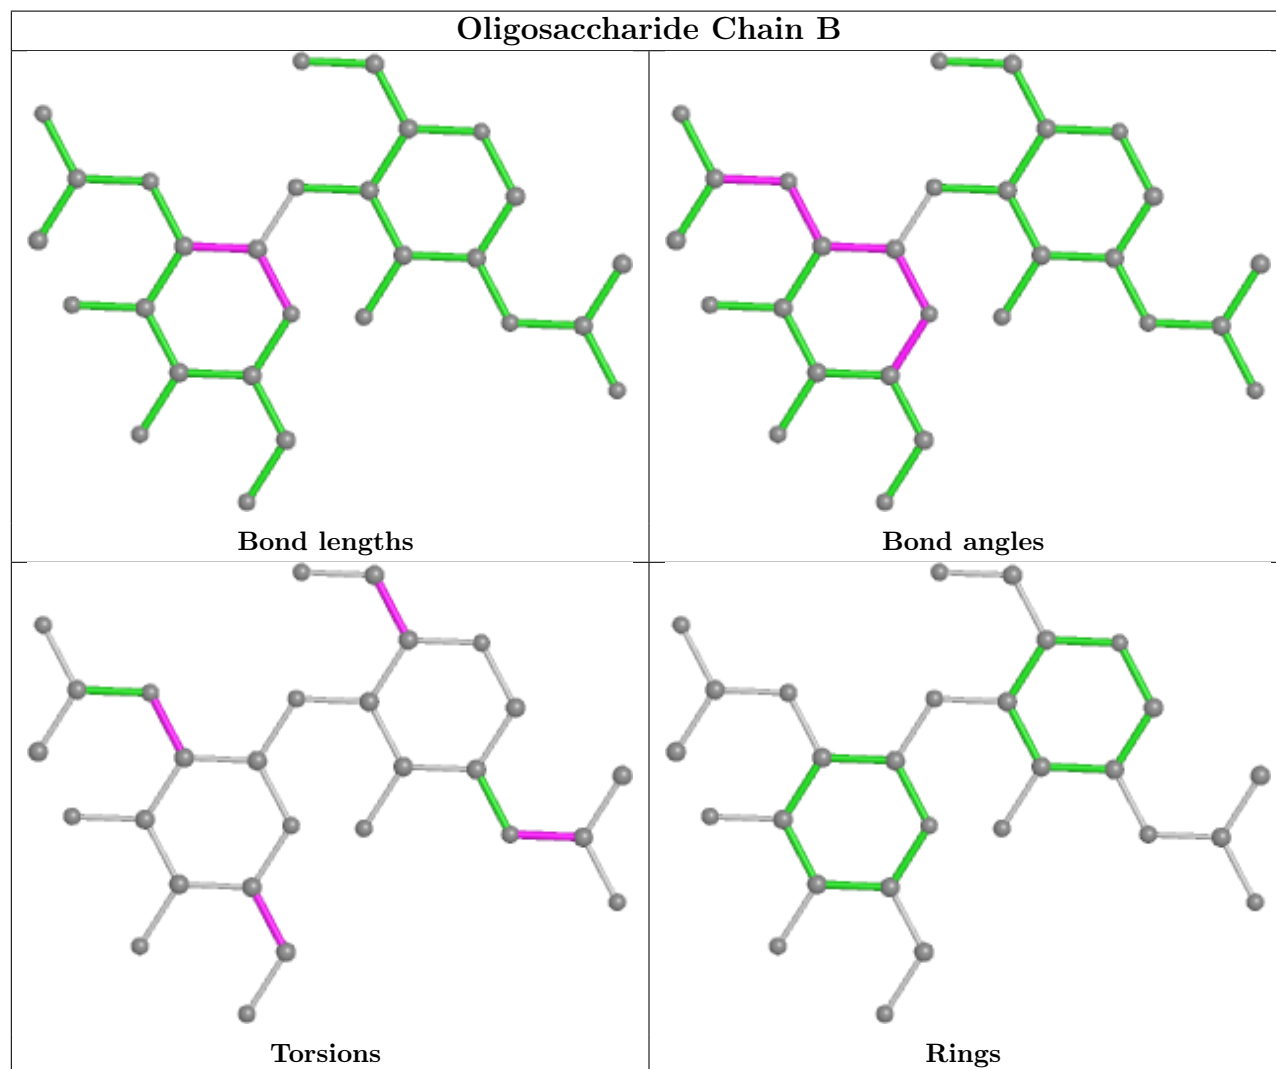 Oligosaccharide Chain B
Bond lengths
Bond angles
Torsions
Rings